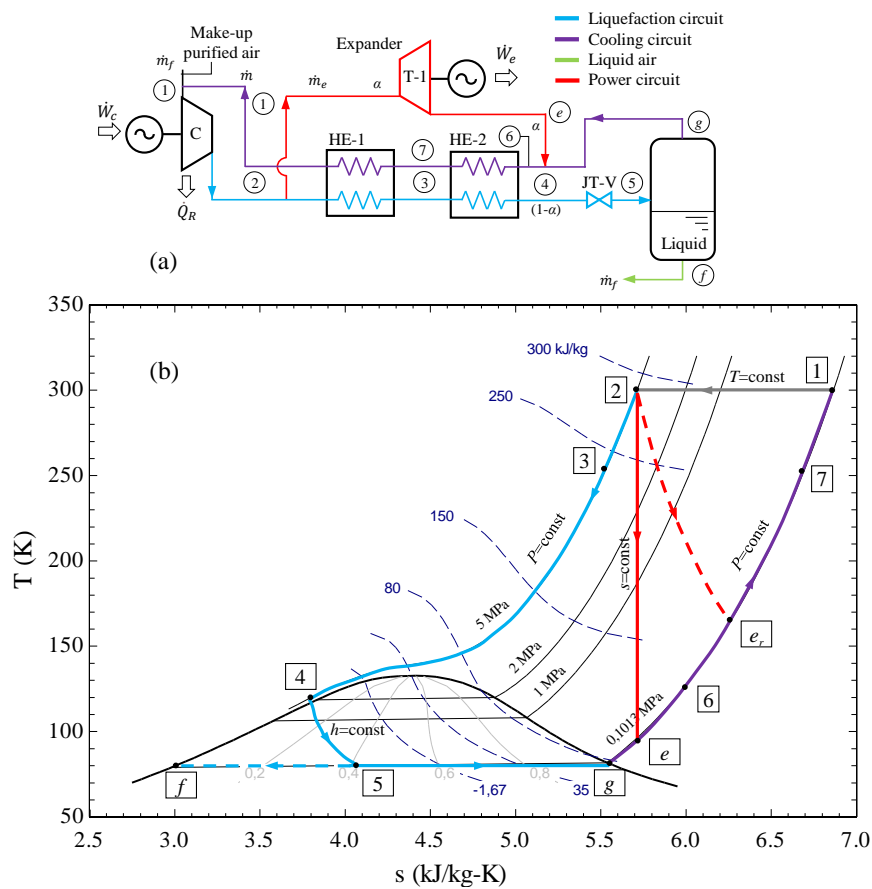 Make-up
purified air
ṁf
ṁ
1
1
Ẇc
C
Q̇R
2
Expander
ṁe
α
T-1
Ẇe
e
α
HE-1
HE-2
7
3
6
4
(1-α)
JT-V
5
g
Liquid
f
ṁf
Liquefaction circuit
Cooling circuit
Liquid air
Power circuit
(a)
(b)
350
300
250
200
150
100
50
T (K)
2.5
3.0
3.5
4.0
4.5
5.0
5.5
6.0
6.5
7.0
s (kJ/kg-K)
300 kJ/kg
250
150
80
-1,67
35
T=const
P=const
s=const
P=const
h=const
5 MPa
2 MPa
1 MPa
0,1013 MPa
0,2
0,4
0,6
0,8
1
2
3
7
er
6
e
4
f
5
g